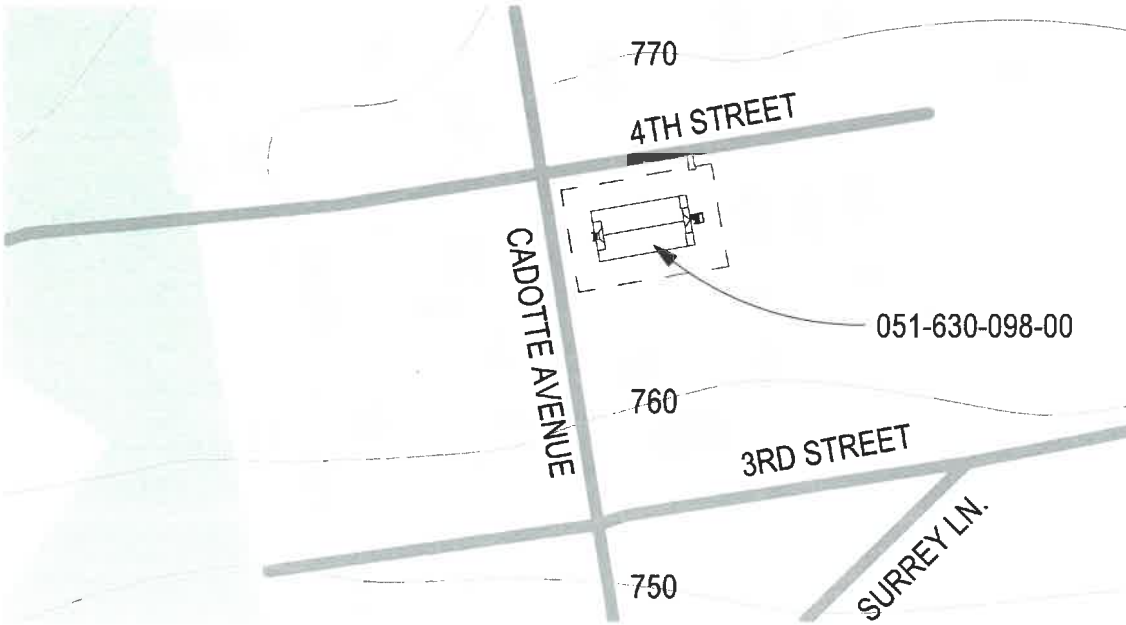 770
4TH STREET
CADOTTE AVENUE
051-630-098-00
760
3RD STREET
SURREY LN.
750